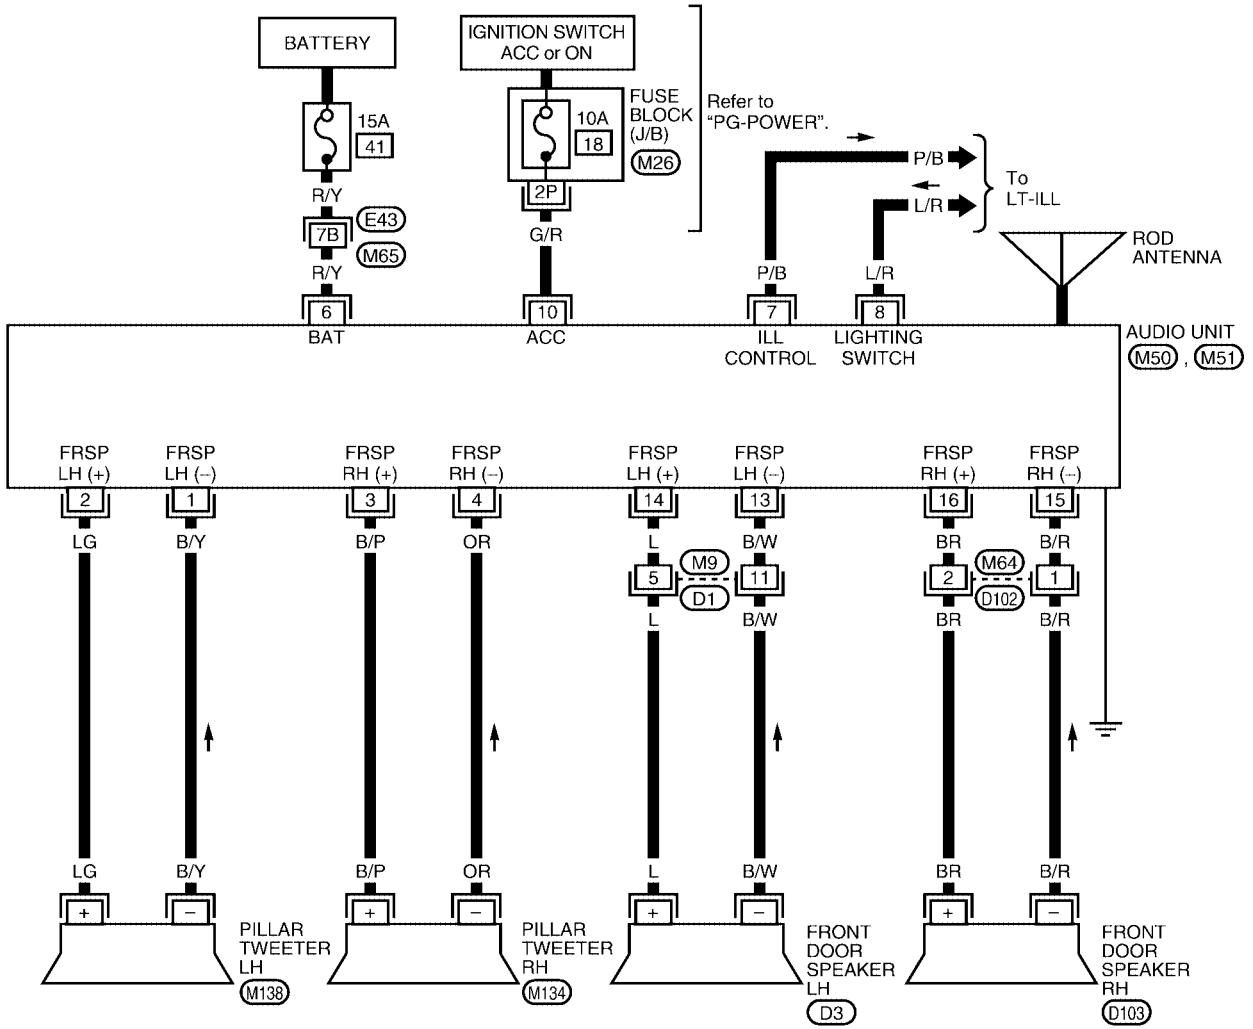 BATTERY
IGNITION SWITCH
ACC or ON
15A
41
10A
18
FUSE
BLOCK
(J/B)
M26
Refer to
"PG-POWER".
R/Y
7B
E43
M65
R/Y
2P
G/R
P/B
L/R
To
LT-ILL
P/B
L/R
ROD
ANTENNA
6
10
7
8
BAT
ACC
ILL
CONTROL
LIGHTING
SWITCH
AUDIO UNIT
M50 , M51
FRSP
LH (+)
FRSP
LH (–)
FRSP
RH (+)
FRSP
RH (–)
FRSP
LH (+)
FRSP
LH (–)
FRSP
RH (+)
FRSP
RH (–)
2
1
3
4
14
13
16
15
LG
B/Y
B/P
OR
L
B/W
BR
B/R
5
M9
D1
11
2
M64
D102
1
L
B/W
BR
B/R
LG
B/Y
B/P
OR
L
B/W
BR
B/R
+
–
+
–
+
–
+
–
PILLAR
TWEETER
LH
M138
PILLAR
TWEETER
RH
M134
FRONT
DOOR
SPEAKER
LH
D3
FRONT
DOOR
SPEAKER
RH
D103